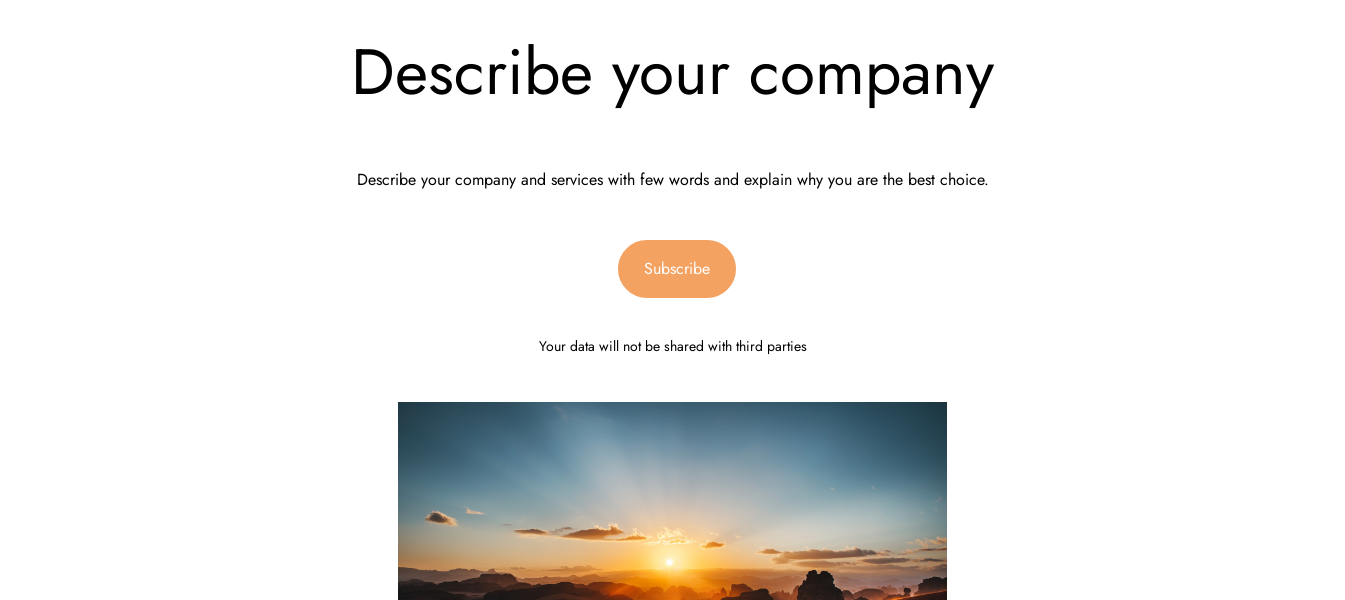 Describe your company
Describe your company and services with few words and explain why you are the best choice.
Subscribe
Your data will not be shared with third parties